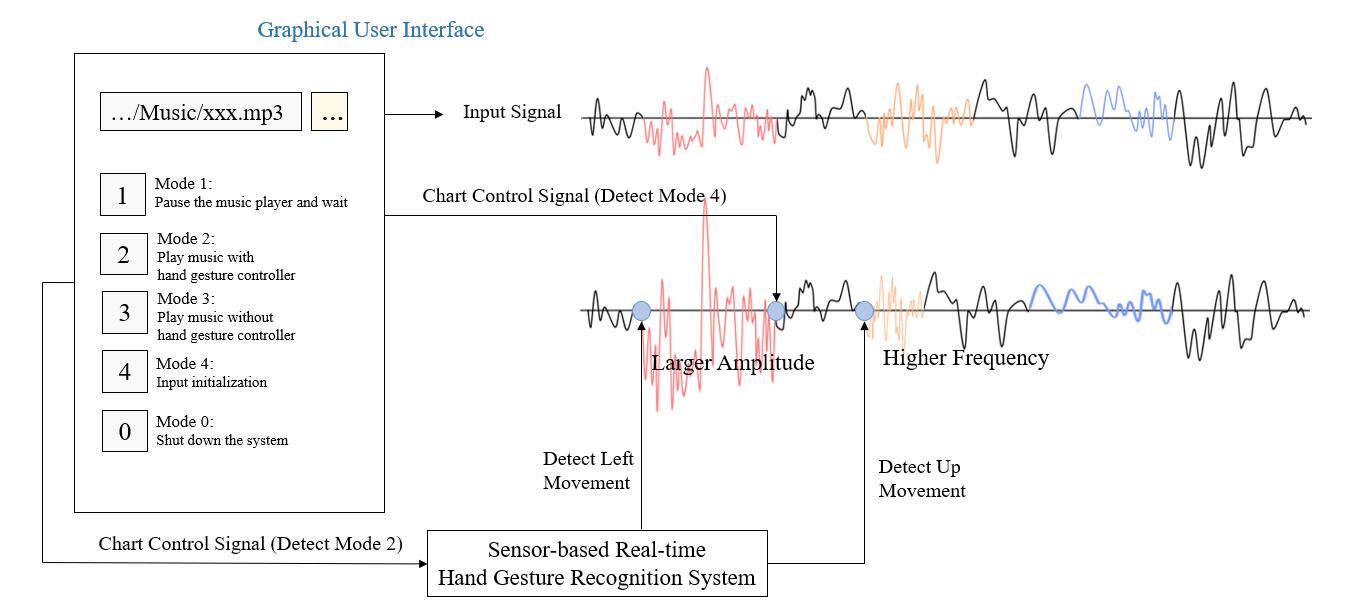 Graphical User Interface
…/Music/xxx.mp3
...
Input Signal
1
Mode 1:
Pause the music player and wait
2
Mode 2:
Play music with
hand gesture controller
3
Mode 3:
Play music without
hand gesture controller
4
Mode 4:
Input initialization
0
Mode 0:
Shut down the system
Chart Control Signal (Detect Mode 4)
Larger Amplitude
Higher Frequency
Detect Left
Movement
Detect Up
Movement
Chart Control Signal (Detect Mode 2)
Sensor-based Real-time
Hand Gesture Recognition System